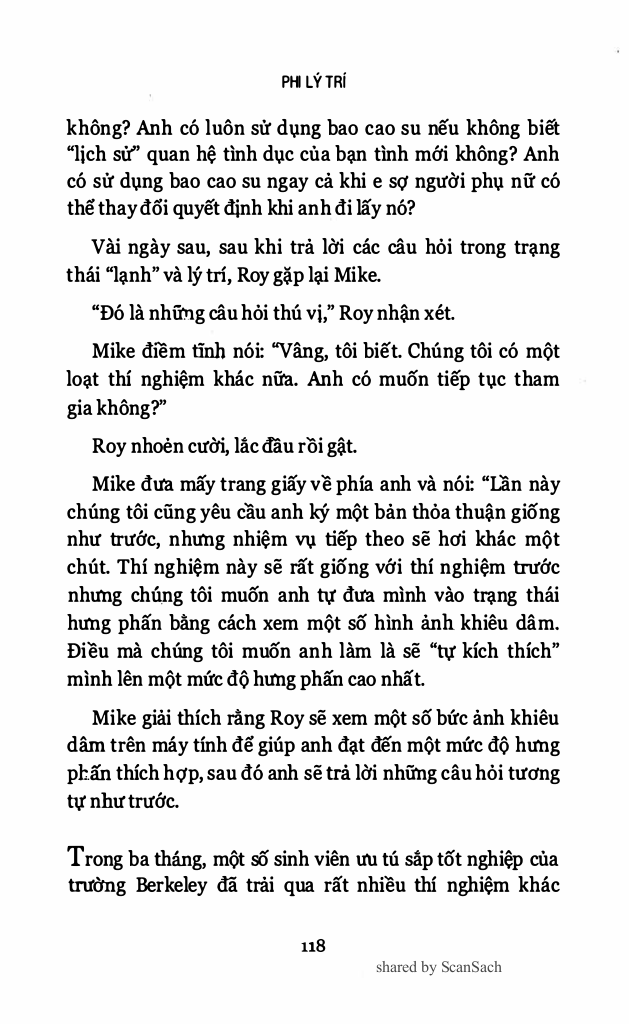 PHI LÝ TRÍ
không? Anh có luôn sử dụng bao cao su nếu không biết
“lịch sử” quan hệ tình dục của bạn tình mới không? Anh
có sử dụng bao cao su ngay cả khi e sợ người phụ nữ có
thể thay đổi quyết định khi anh đi lấy nó?
Vài ngày sau, sau khi trả lời các câu hỏi trong trạng
thái “lạnh” và lý trí, Roy gặp lại Mike.
“Đó là những câu hỏi thú vị,” Roy nhận xét.
Mike điềm tĩnh nói: “Vâng, tôi biết. Chúng tôi có một
loạt thí nghiệm khác nữa. Anh có muốn tiếp tục tham
gia không?”
Roy nhoẻn cười, lắc đầu rồi gật.
Mike đưa mấy trang giấy về phía anh và nói: “Lần này
chúng tôi cũng yêu cầu anh ký một bản thỏa thuận giống
như trước, nhưng nhiệm vụ tiếp theo sẽ hơi khác một
chút. Thí nghiệm này sẽ rất giống với thí nghiệm trước
nhưng chúng tôi muốn anh tự đưa mình vào trạng thái
hưng phấn bằng cách xem một số hình ảnh khiêu dâm.
Điều mà chúng tôi muốn anh làm là sẽ “tự kích thích”
mình lên một mức độ hưng phấn cao nhất.
Mike giải thích rằng Roy sẽ xem một số bức ảnh khiêu
dâm trên máy tính để giúp anh đạt đến một mức độ hưng
phấn thích hợp, sau đó anh sẽ trả lời những câu hỏi tương
tự như trước.
Trong ba tháng, một số sinh viên ưu tú sắp tốt nghiệp của
trường Berkeley đã trải qua rất nhiều thí nghiệm khác
118
shared by ScanSach